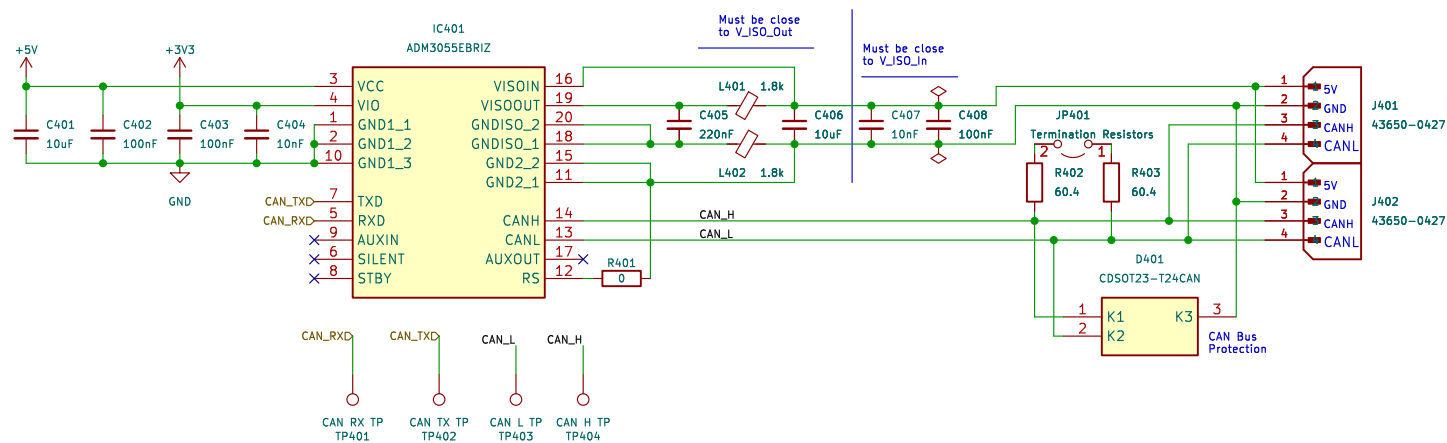 +5V
+3V3
C401
10uF
C402
100nF
C403
100nF
C404
10nF
GND
IC401
ADM3055EBRIZ
3 VCC
4 VIO
1 GND1_1
2 GND1_2
10 GND1_3
CAN_TX 7 TXD
CAN_RX 5 RXD
9 AUXIN
6 SILENT
8 STBY
VISOIN 16
VISOOUT 19
GNDISO_2 20
GNDISO_1 18
GND2_2 15
GND2_1 11
CANH 14
CANL 13
AUXOUT 17
RS 12
R401
0
Must be close
to V_ISO_Out
L401 1.8k
C405
220nF
L402 1.8k
C406
10uF
Must be close
to V_ISO_In
C407
10nF
C408
100nF
CAN_H
CAN_L
JP401
Termination Resistors
2 1
R402
60.4
R403
60.4
1 5V
2 GND
3 CANH
4 CANL
J401
43650-0427
1 5V
2 GND
3 CANH
4 CANL
J402
43650-0427
D401
CDSOT23-T24CAN
1 K1
2 K2
K3 3
CAN Bus
Protection
CAN_RX
CAN RX TP
TP401
CAN_TX
CAN TX TP
TP402
CAN_L
CAN L TP
TP403
CAN_H
CAN H TP
TP404